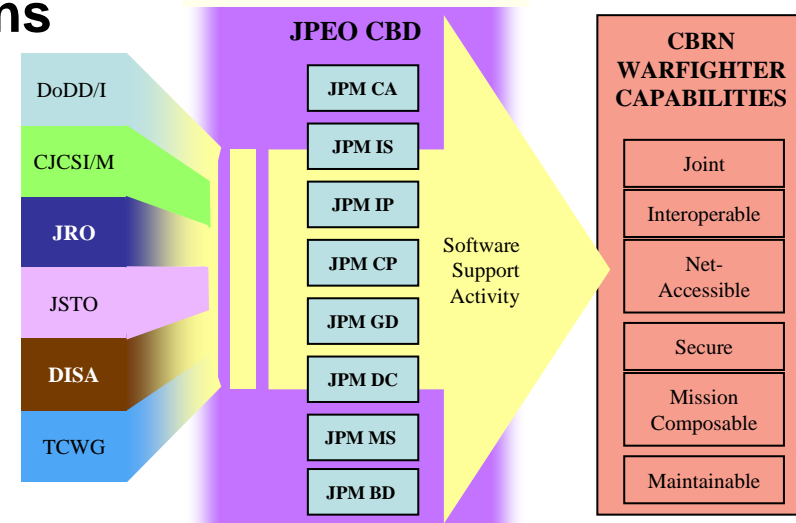 ns
DoDD/I
CJCSI/M
JRO
JSTO
DISA
TCWG
JPEO CBD
JPM CA
JPM IS
JPM IP
JPM CP
JPM GD
JPM DC
JPM MS
JPM BD
Software
Support
Activity
CBRN
WARFIGHTER
CAPABILITIES
Joint
Interoperable
Net-
Accessible
Secure
Mission
Composable
Maintainable